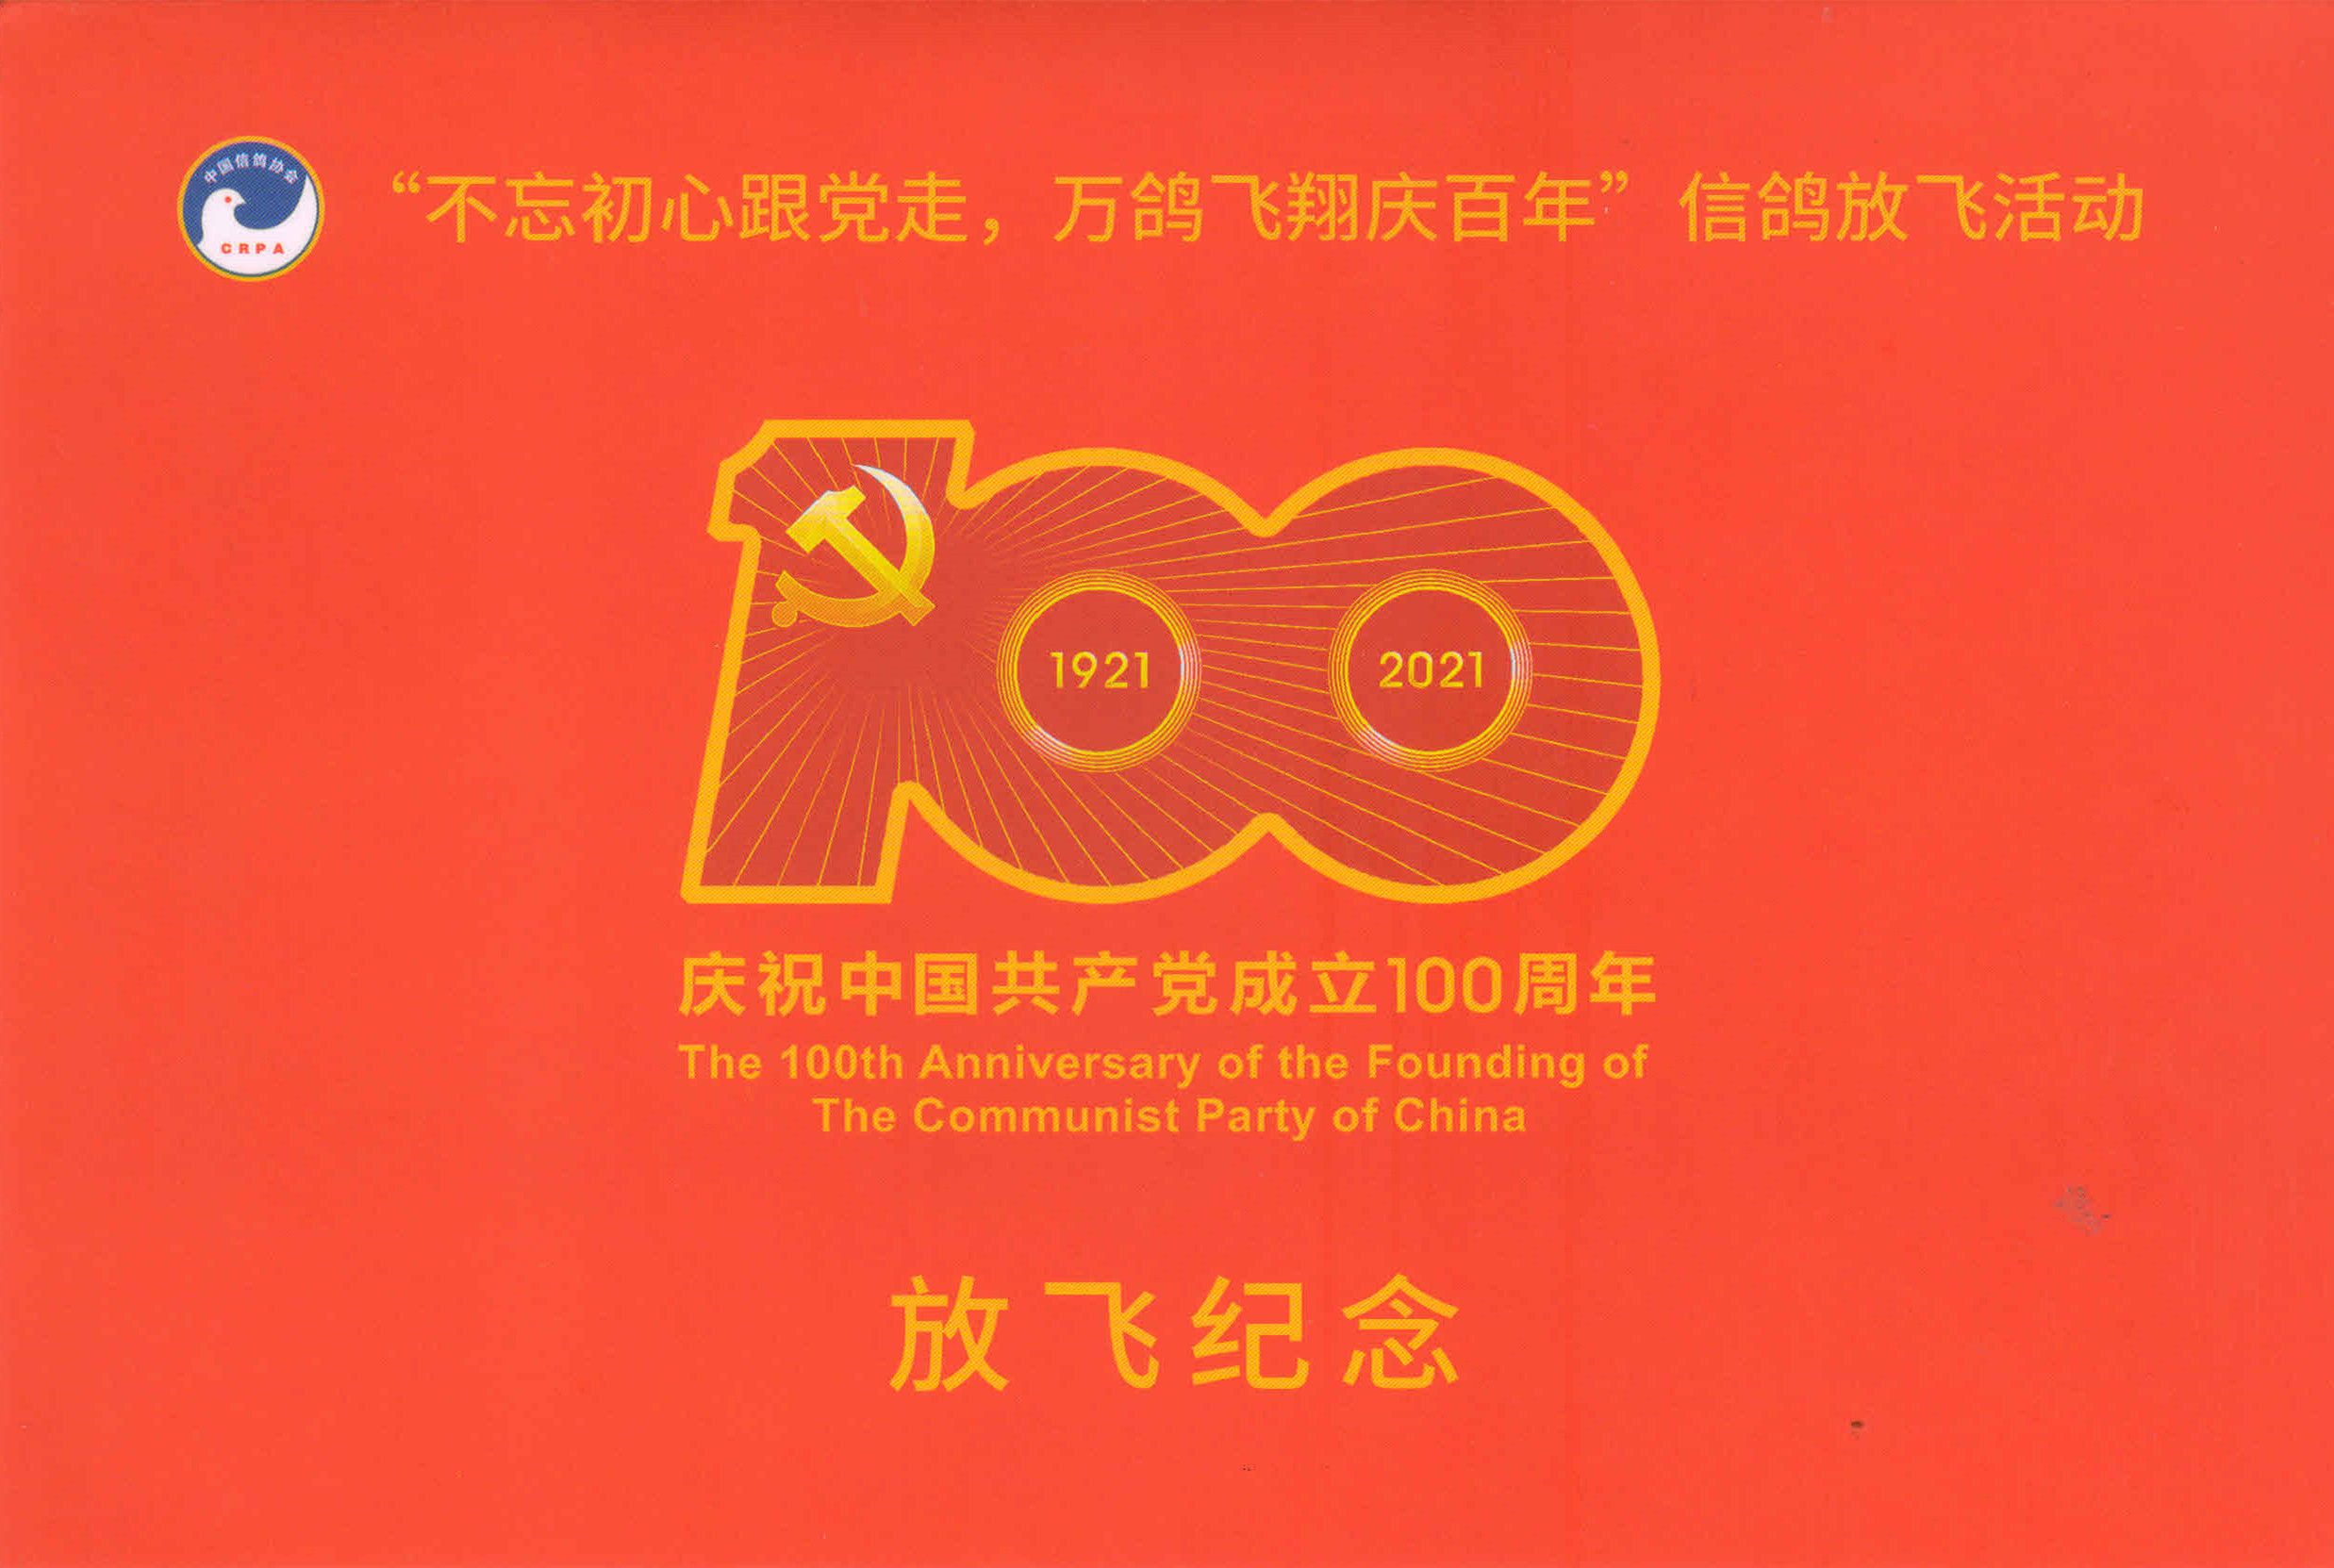 中国信鸽协会
CRPA
“不忘初心跟党走，万鸽飞翔庆百年”信鸽放飞活动
1921
2021
庆祝中国共产党成立100周年
The 100th Anniversary of the Founding of
The Communist Party of China
放飞纪念